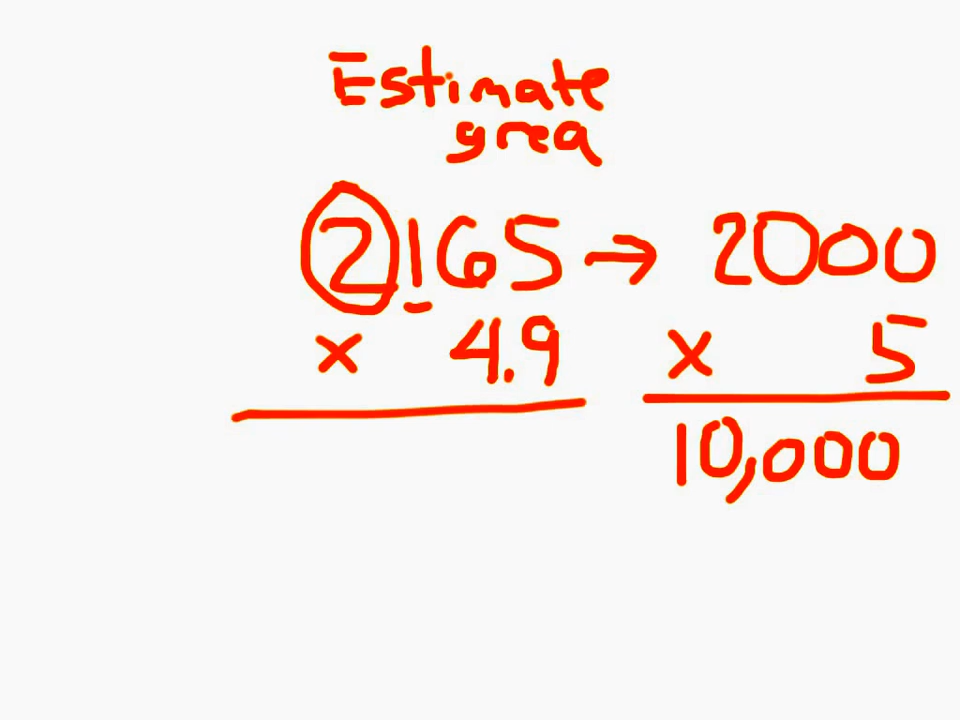 Estimate
area
2165 → 2000
x 4.9 x 5
10,000